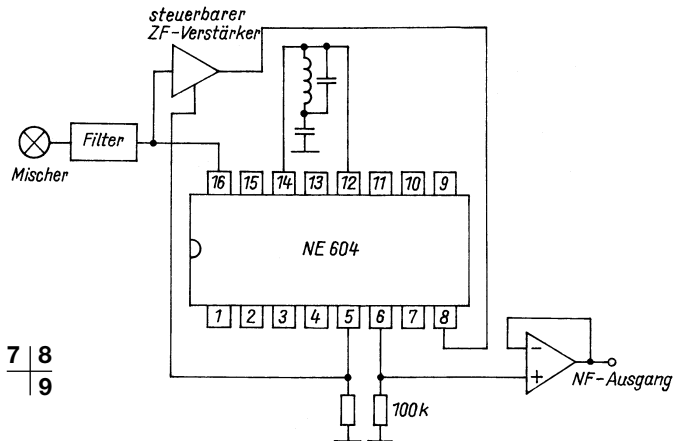 steuerbarer
ZF-Verstärker
Mischer
Filter
16 15 14 13 12 11 10 9
NE 604
1 2 3 4 5 6 7 8
100k
NF-Ausgang
7 8
9
-
+